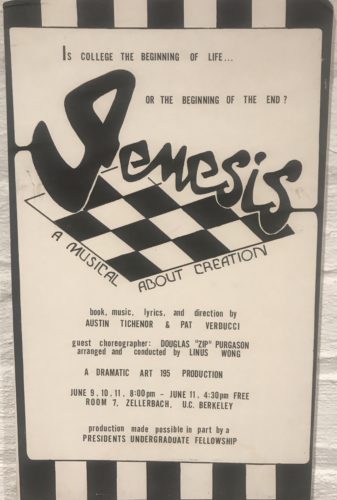 IS COLLEGE THE BEGINNING OF LIFE...
OR THE BEGINNING OF THE END?
Genesis
A MUSICAL ABOUT CREATION
book, music, lyrics, and direction by
AUSTIN TICHENOR & PAT VERDUCCI
guest choreographer: DOUGLAS "ZIP" PURGASON
arranged and conducted by LINUS WONG
A DRAMATIC ART 195 PRODUCTION
JUNE 9, 10, 11, 8:00pm - JUNE 11, 4:30pm FREE
ROOM 7, ZELLERBACH, U.C. BERKELEY
production made possible in part by a
PRESIDENTS UNDERGRADUATE FELLOWSHIP